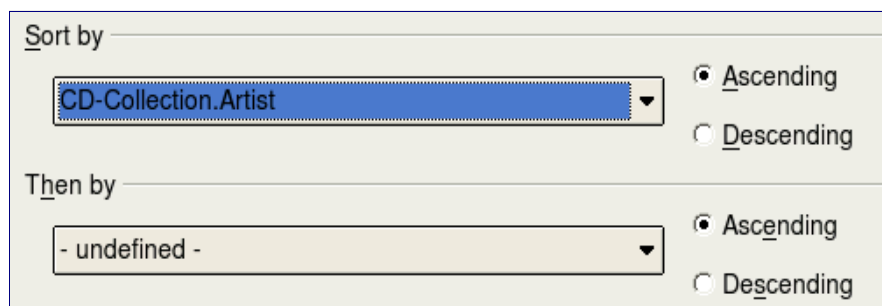 Sort by
CD-Collection.Artist
Ascending
Descending
Then by
- undefined -
Ascending
Descending